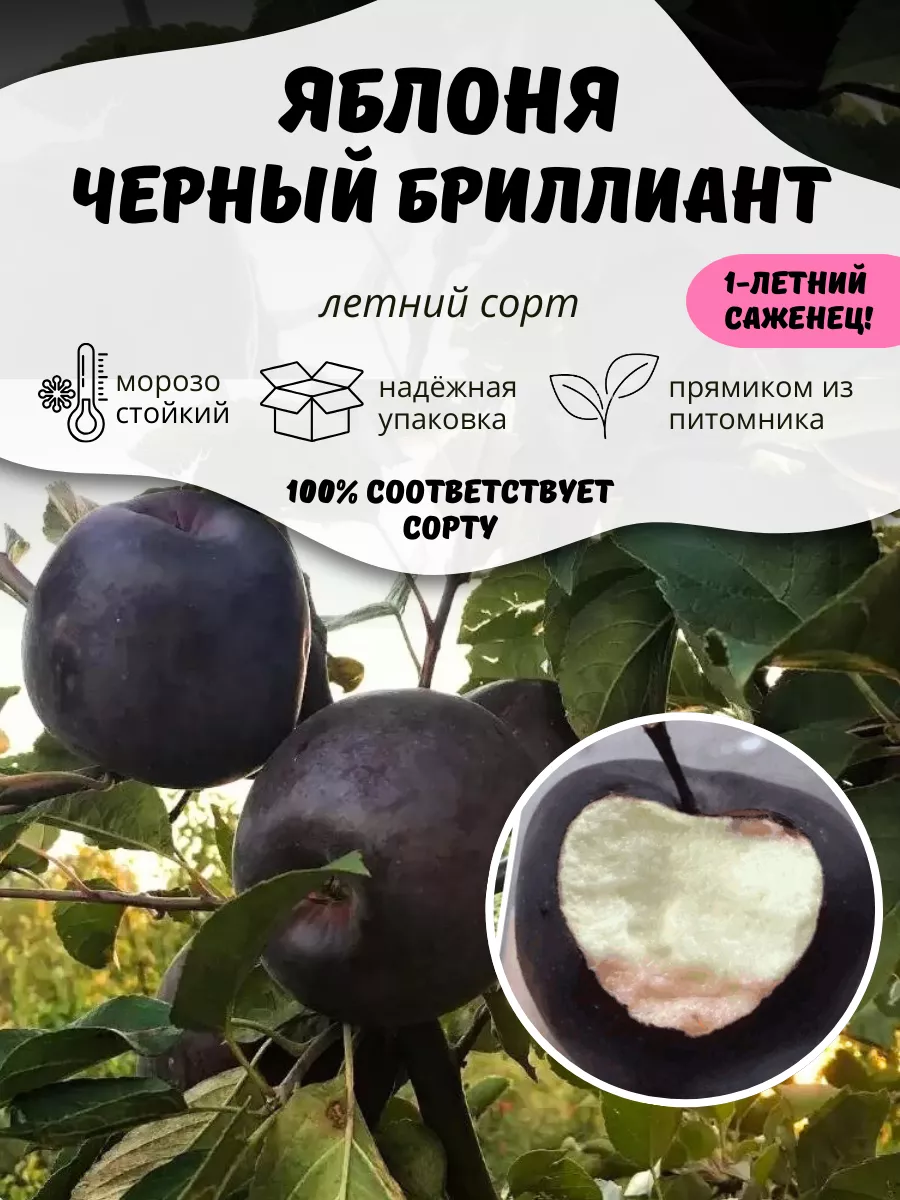 ЯБЛОНЯ
ЧЕРНЫЙ БРИЛЛИАНТ
летний сорт
1-ЛЕТНИЙ
САЖЕНЕЦ!
морозо
стойкий
надёжная
упаковка
прямиком из
питомника
100% СООТВЕТСТВУЕТ
СОРТУ